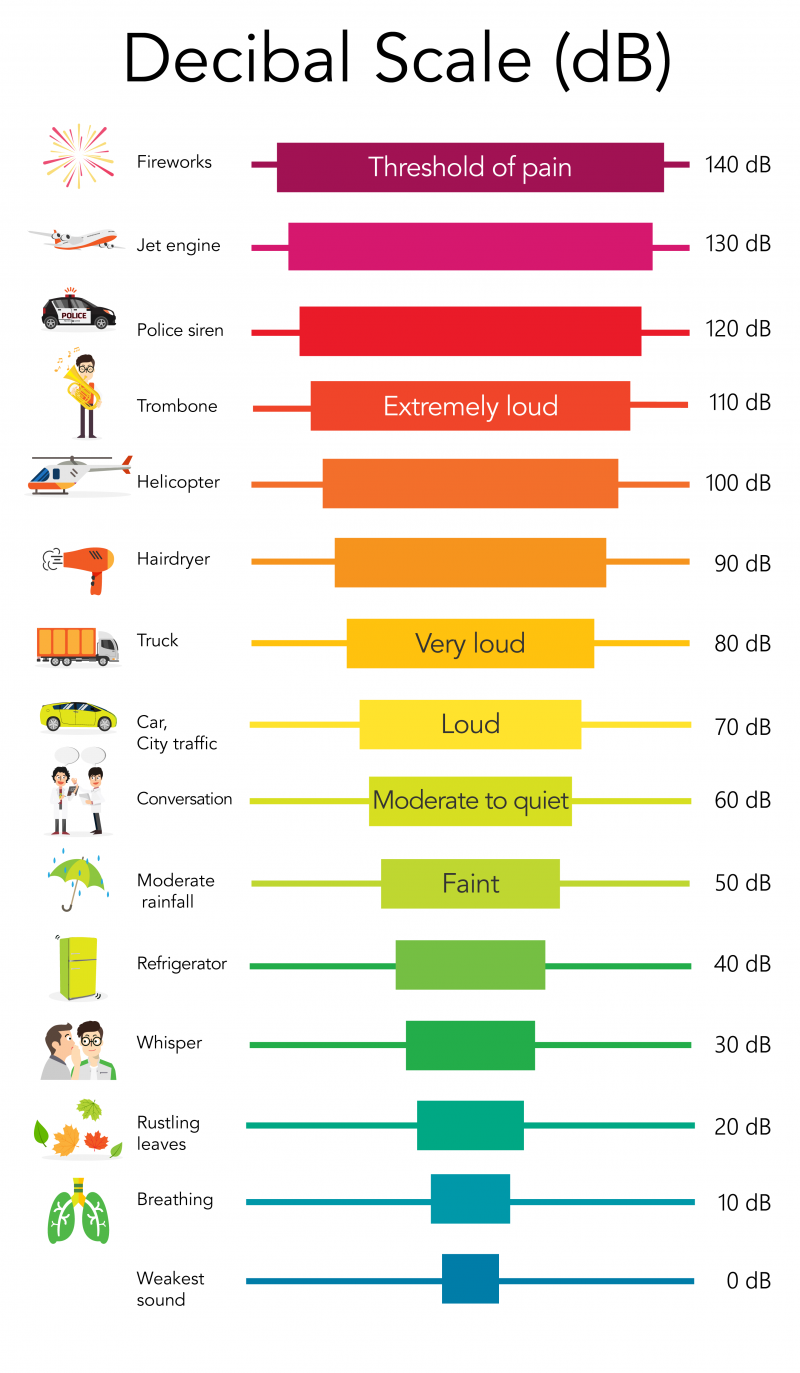 Decibal Scale (dB)
Fireworks Threshold of pain 140 dB
Jet engine 130 dB
POLICE
Police siren 120 dB
Trombone Extremely loud 110 dB
Helicopter 100 dB
Hairdryer 90 dB
Truck Very loud 80 dB
Car, Loud 70 dB
City traffic
Conversation Moderate to quiet 60 dB
Moderate Faint 50 dB
rainfall
Refrigerator 40 dB
Whisper 30 dB
Rustling 20 dB
leaves
Breathing 10 dB
Weakest 0 dB
sound